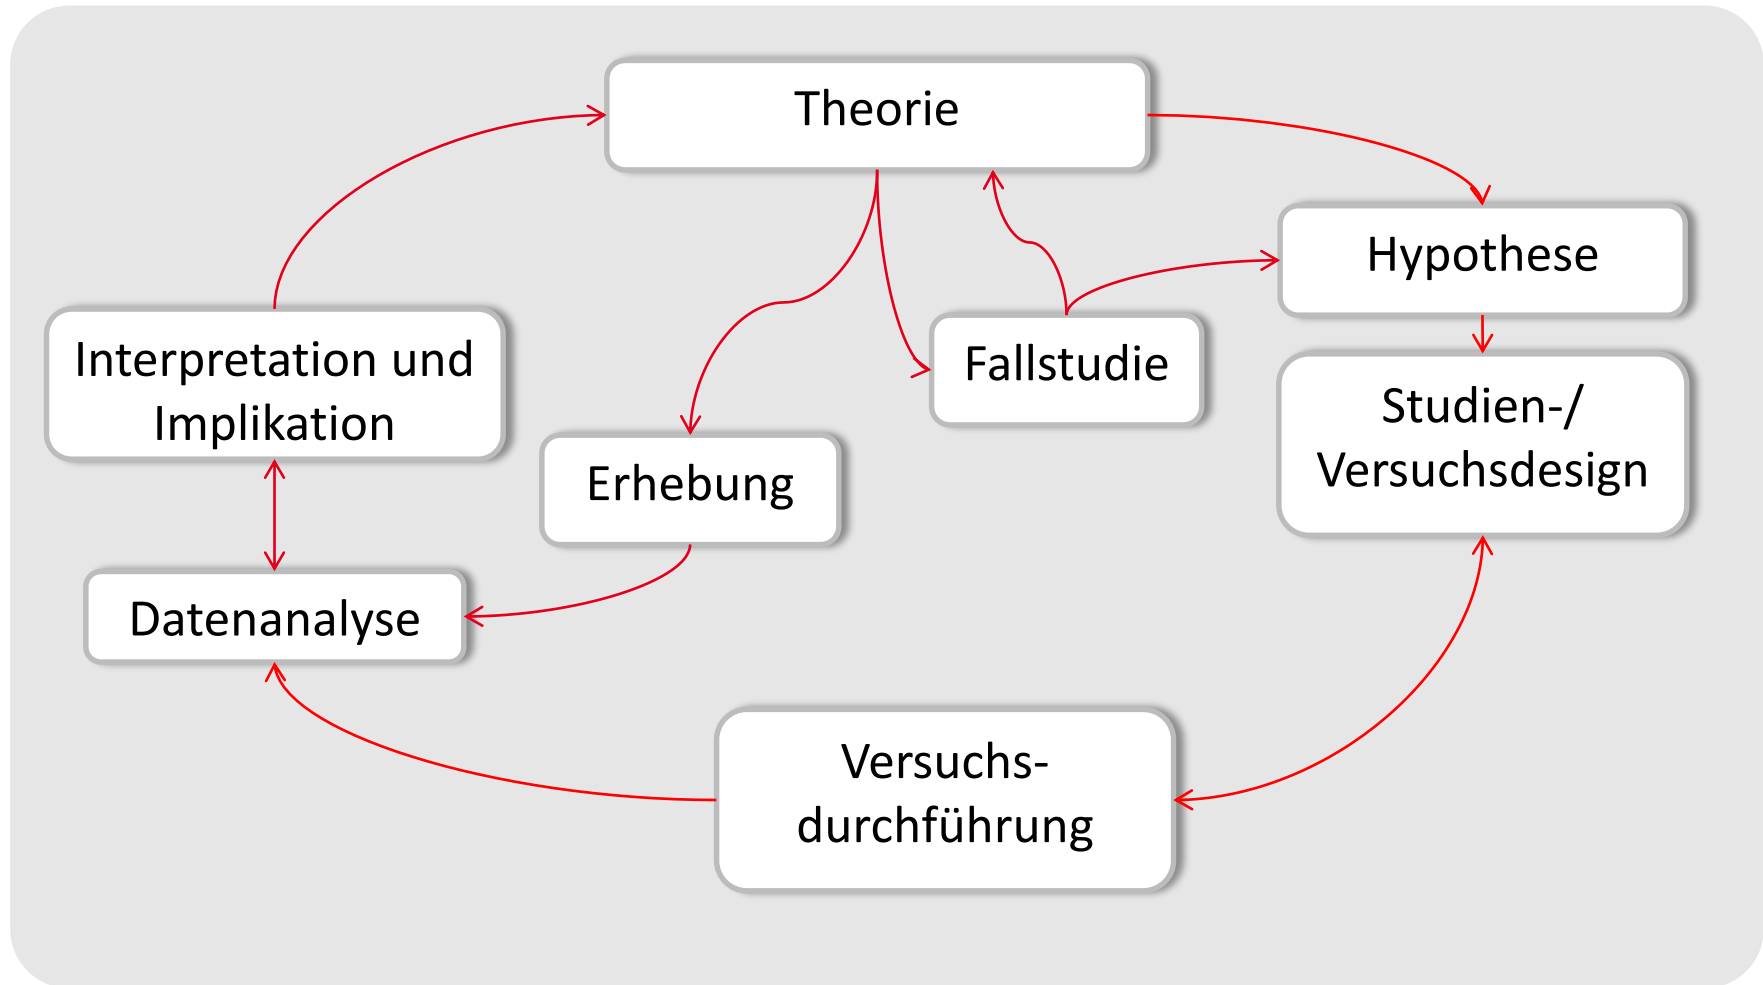 Theorie
Hypothese
Interpretation und
Implikation
Fallstudie
Studien-/
Versuchsdesign
Erhebung
Datenanalyse
Versuchs-
durchführung